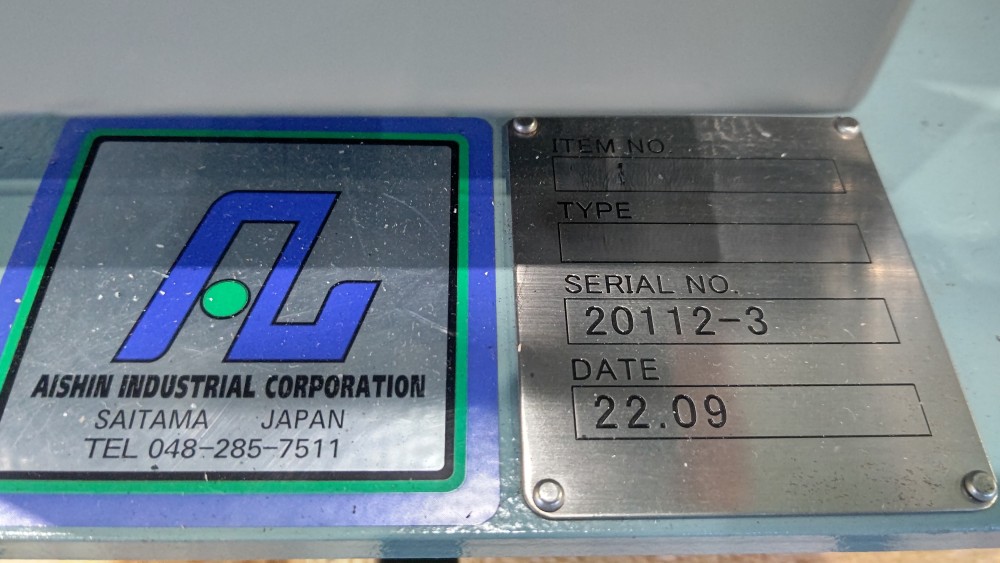 AISHIN INDUSTRIAL CORPORATION
SAITAMA JAPAN
TEL 048-285-7511
ITEM NO.
TYPE
SERIAL NO.
20112-3
DATE
22.09